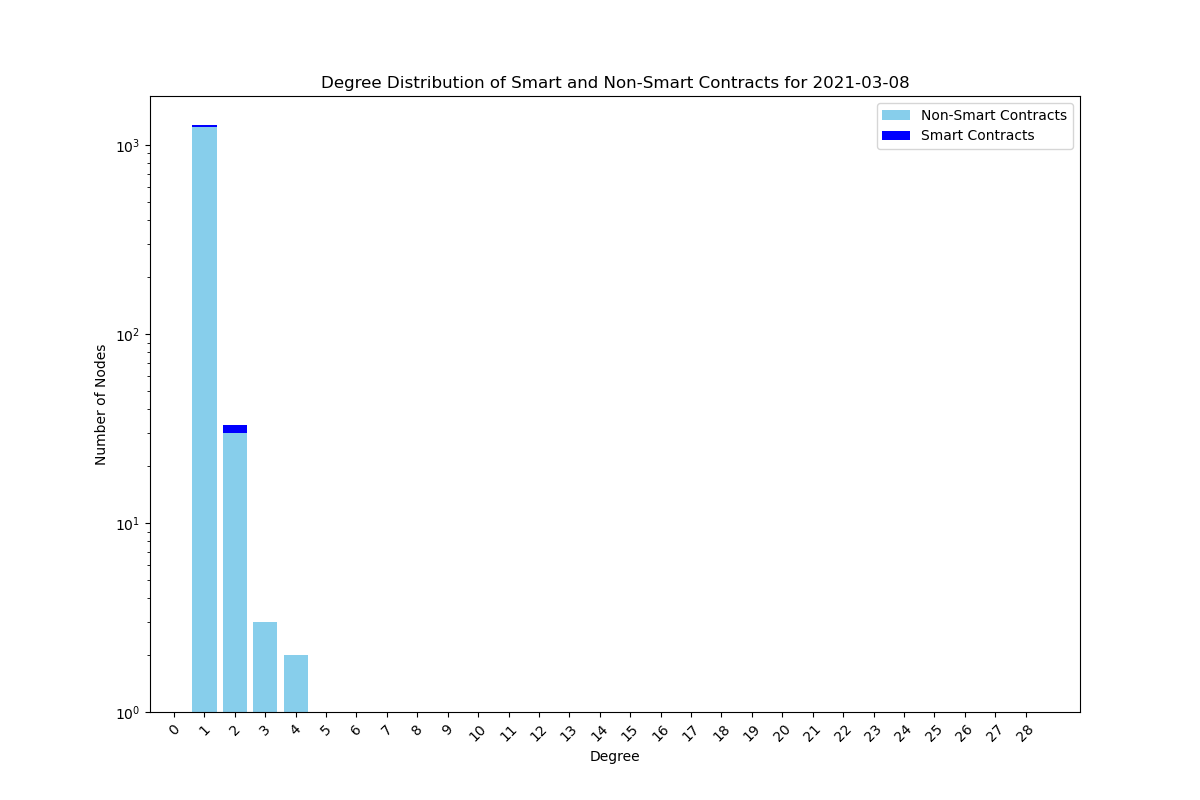 Degree Distribution of Smart and Non-Smart Contracts for 2021-03-08
Non-Smart Contracts
Smart Contracts
Number of Nodes
10³
10²
10¹
10⁰
0 1 2 3 4 5 6 7 8 9 10 11 12 13 14 15 16 17 18 19 20 21 22 23 24 25 26 27 28
Degree